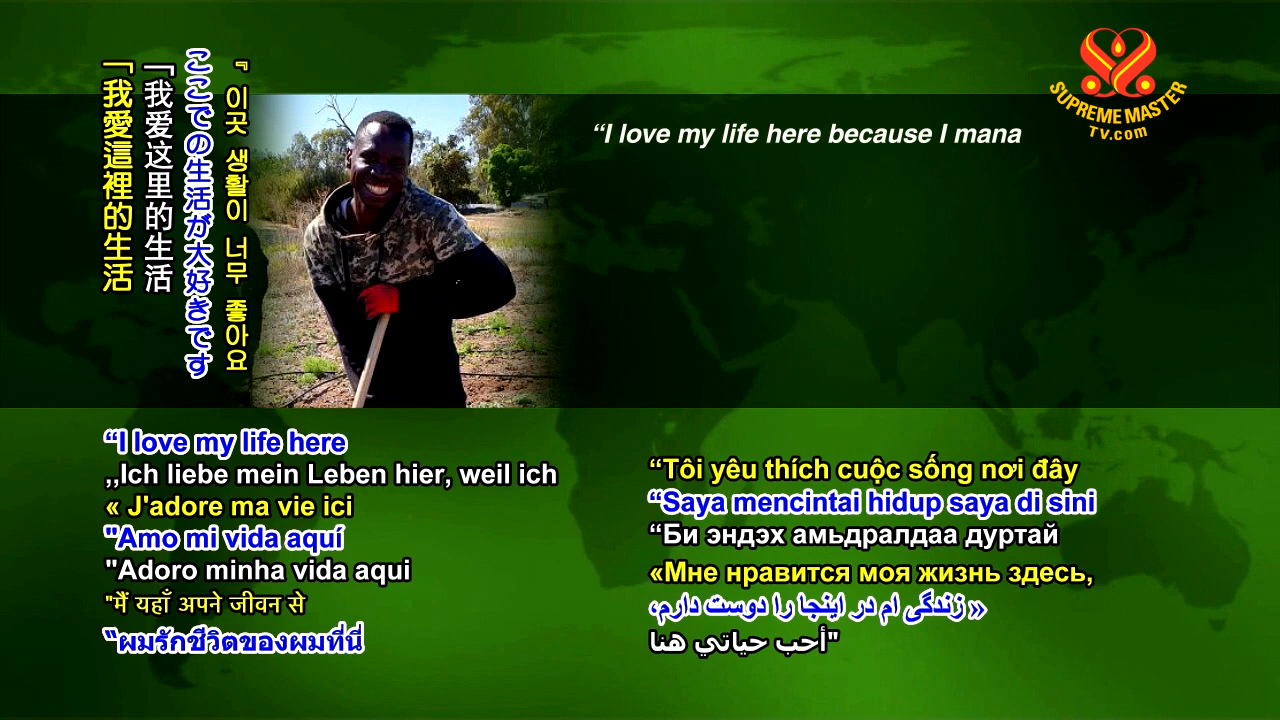 「我愛這裡的生活
「我爱这里的生活
ここでの生活が大好きです
『 이곳 생활이 너무 좋아요
SUPREME MASTER
TV.com
“I love my life here because I mana
“I love my life here
,,Ich liebe mein Leben hier, weil ich
« J'adore ma vie ici
"Amo mi vida aquí
"Adoro minha vida aqui
"मैं यहाँ अपने जीवन से
“ผมรักชีวิตของผมที่นี่
“Tôi yêu thích cuộc sống nơi đây
“Saya mencintai hidup saya di sini
“Би эндэх амьдралдаа дуртай
«Мне нравится моя жизнь здесь,
« زندگی ام در اینجا را دوست دارم،
"أحب حياتي هنا